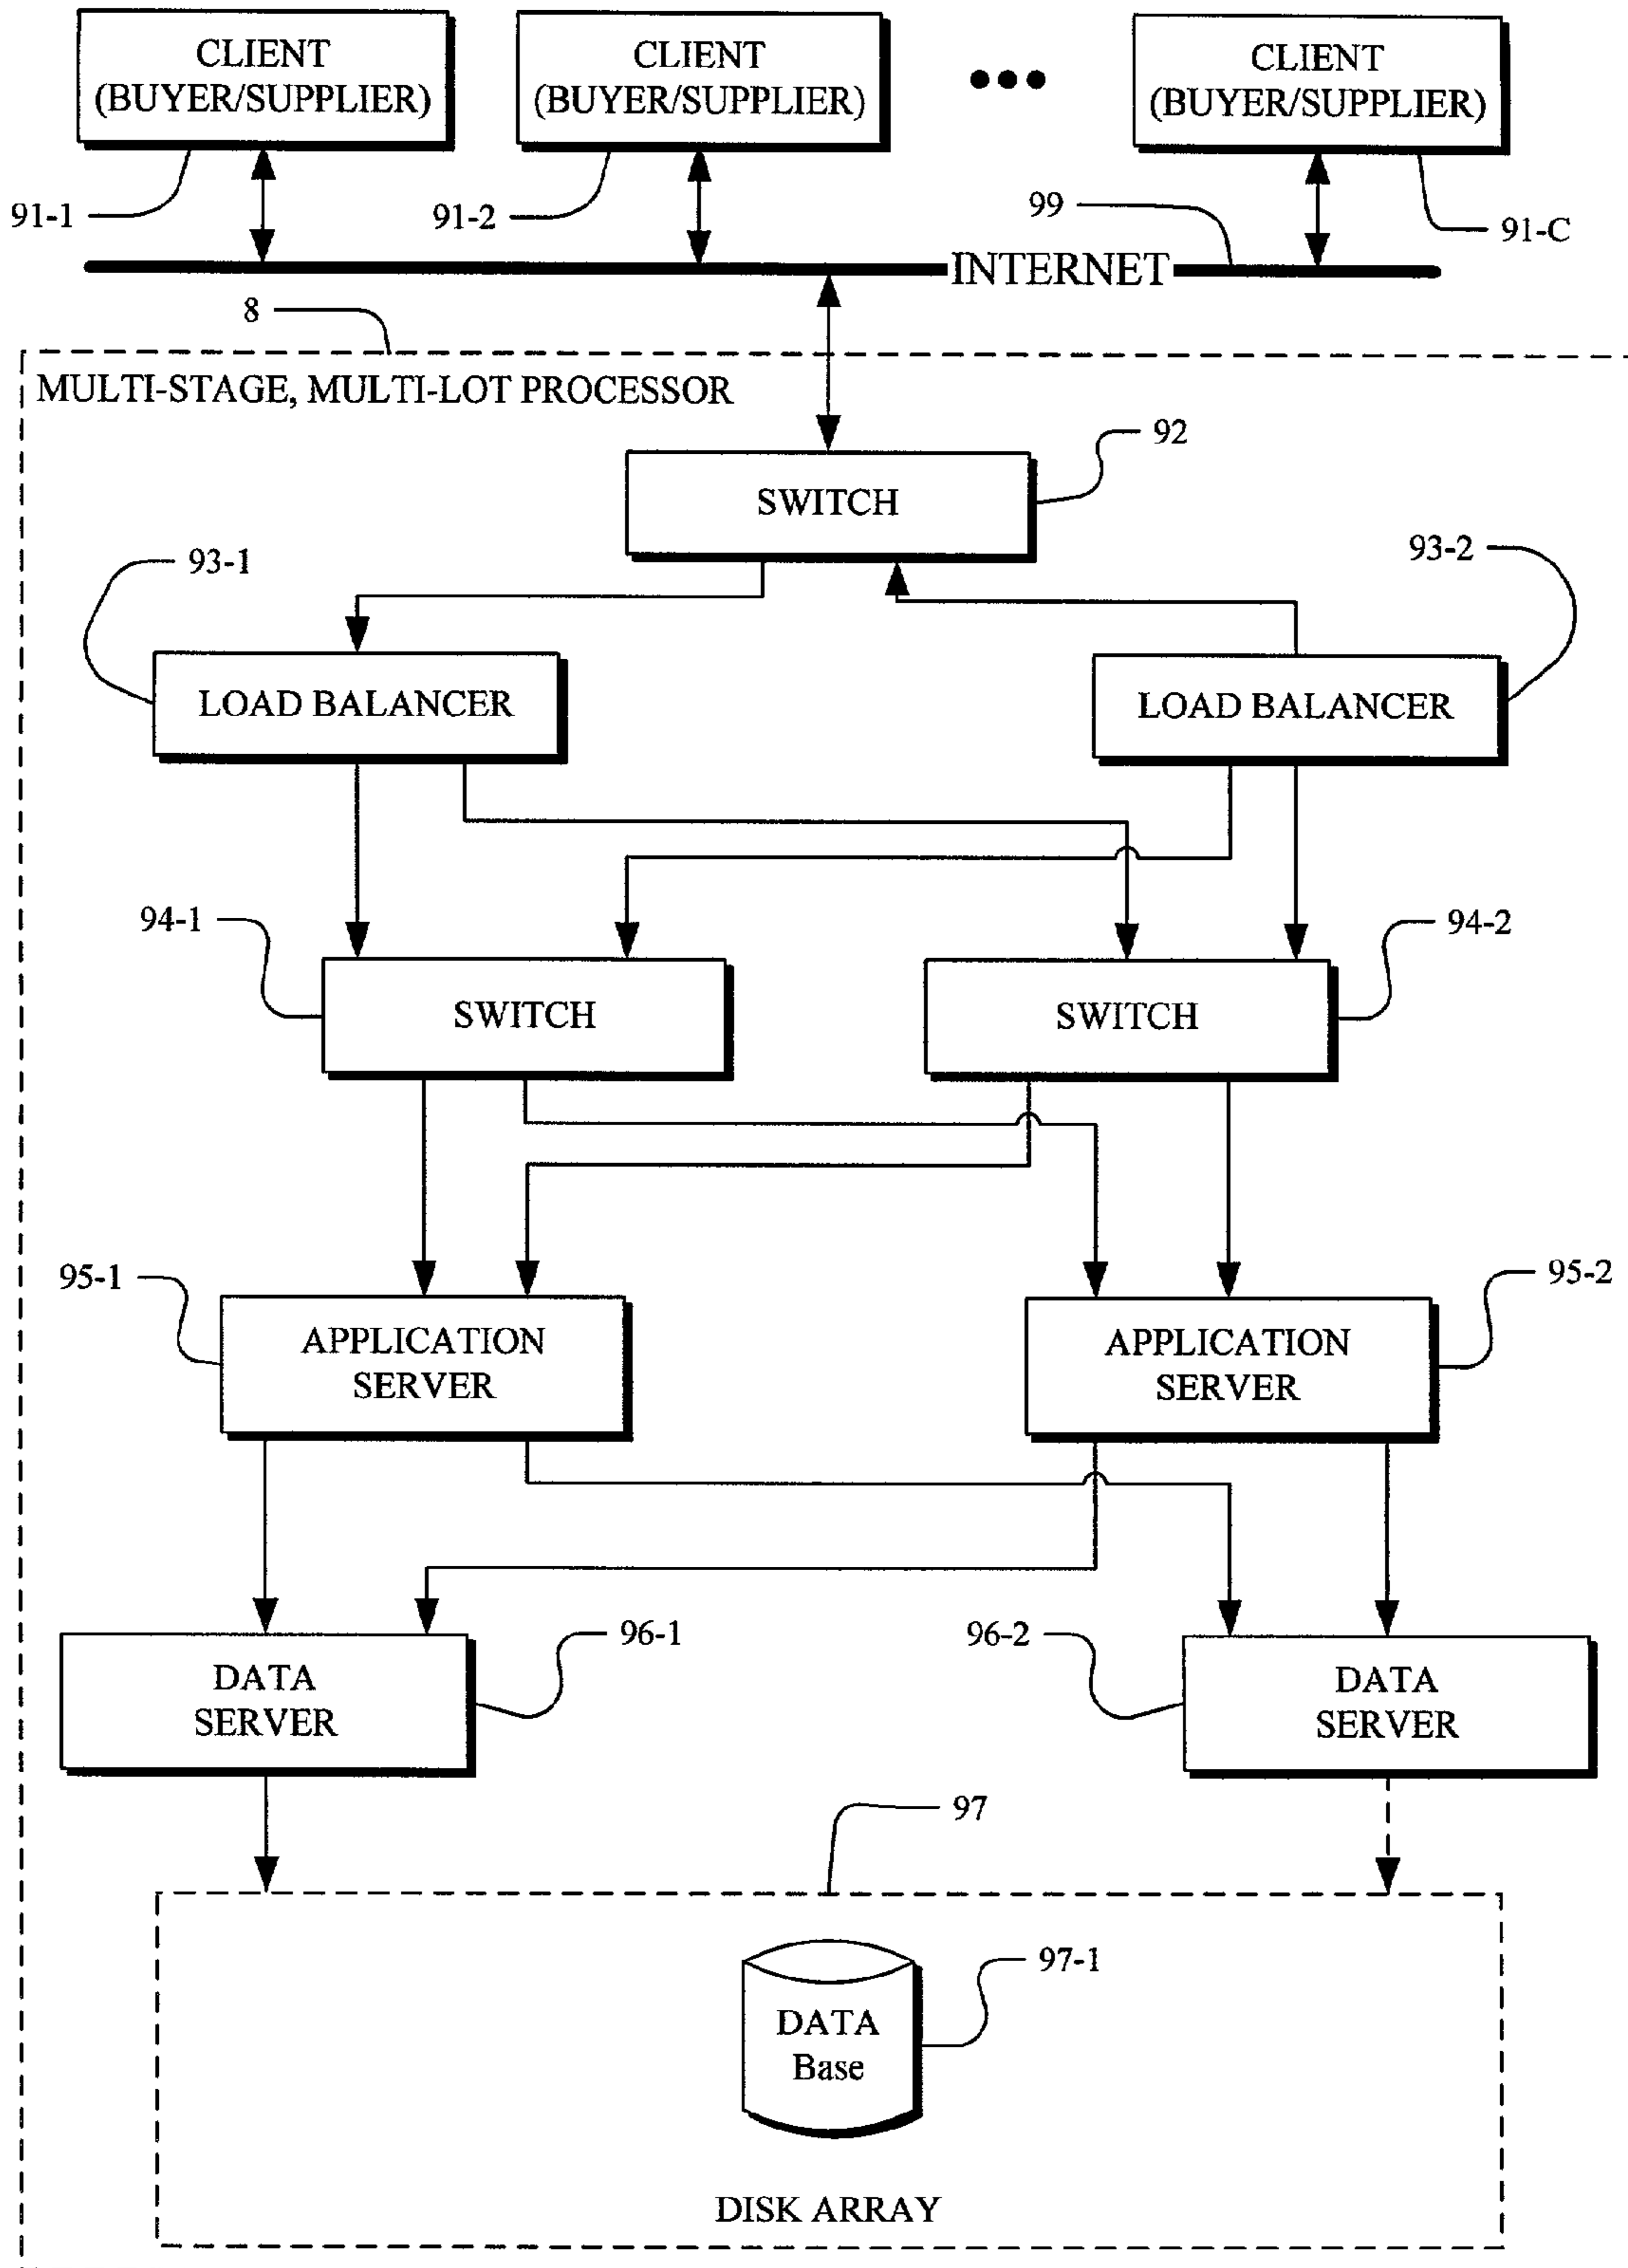 CLIENT
(BUYER/SUPPLIER)
CLIENT
(BUYER/SUPPLIER)
CLIENT
(BUYER/SUPPLIER)
91-1
91-2
99
91-C
INTERNET
8
MULTI-STAGE, MULTI-LOT PROCESSOR
92
SWITCH
93-1
93-2
LOAD BALANCER
LOAD BALANCER
94-1
94-2
SWITCH
SWITCH
95-1
95-2
APPLICATION
SERVER
APPLICATION
SERVER
96-1
96-2
DATA
SERVER
DATA
SERVER
97
97-1
DATA
Base
DISK ARRAY